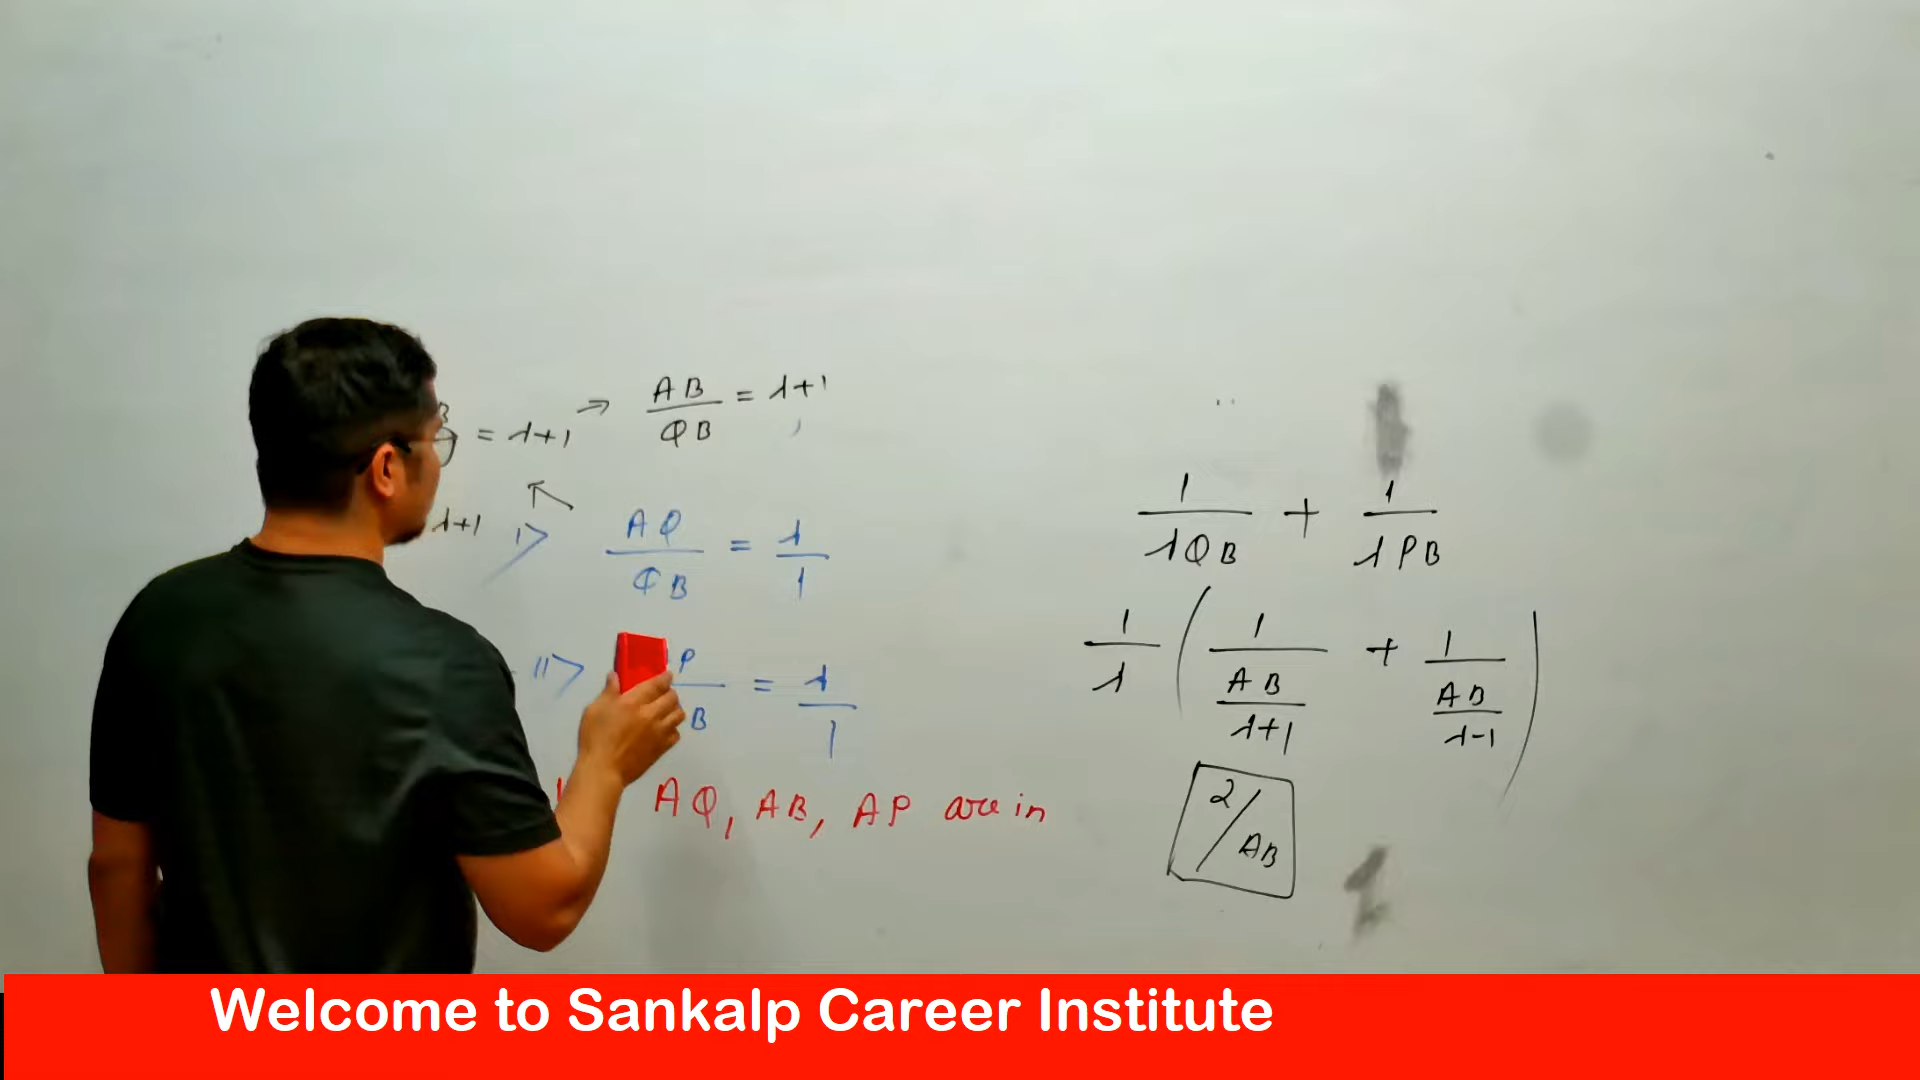 = λ+1 → AB/QB = λ+1
λ+1
I> AQ/QB = λ/1
II> P/B = λ/1
AQ, AB, AP are in
1/λQB + 1/λPB
1/λ ( 1/(AB/λ+1) + 1/(AB/λ-1) )
2/AB
Welcome to Sankalp Career Institute